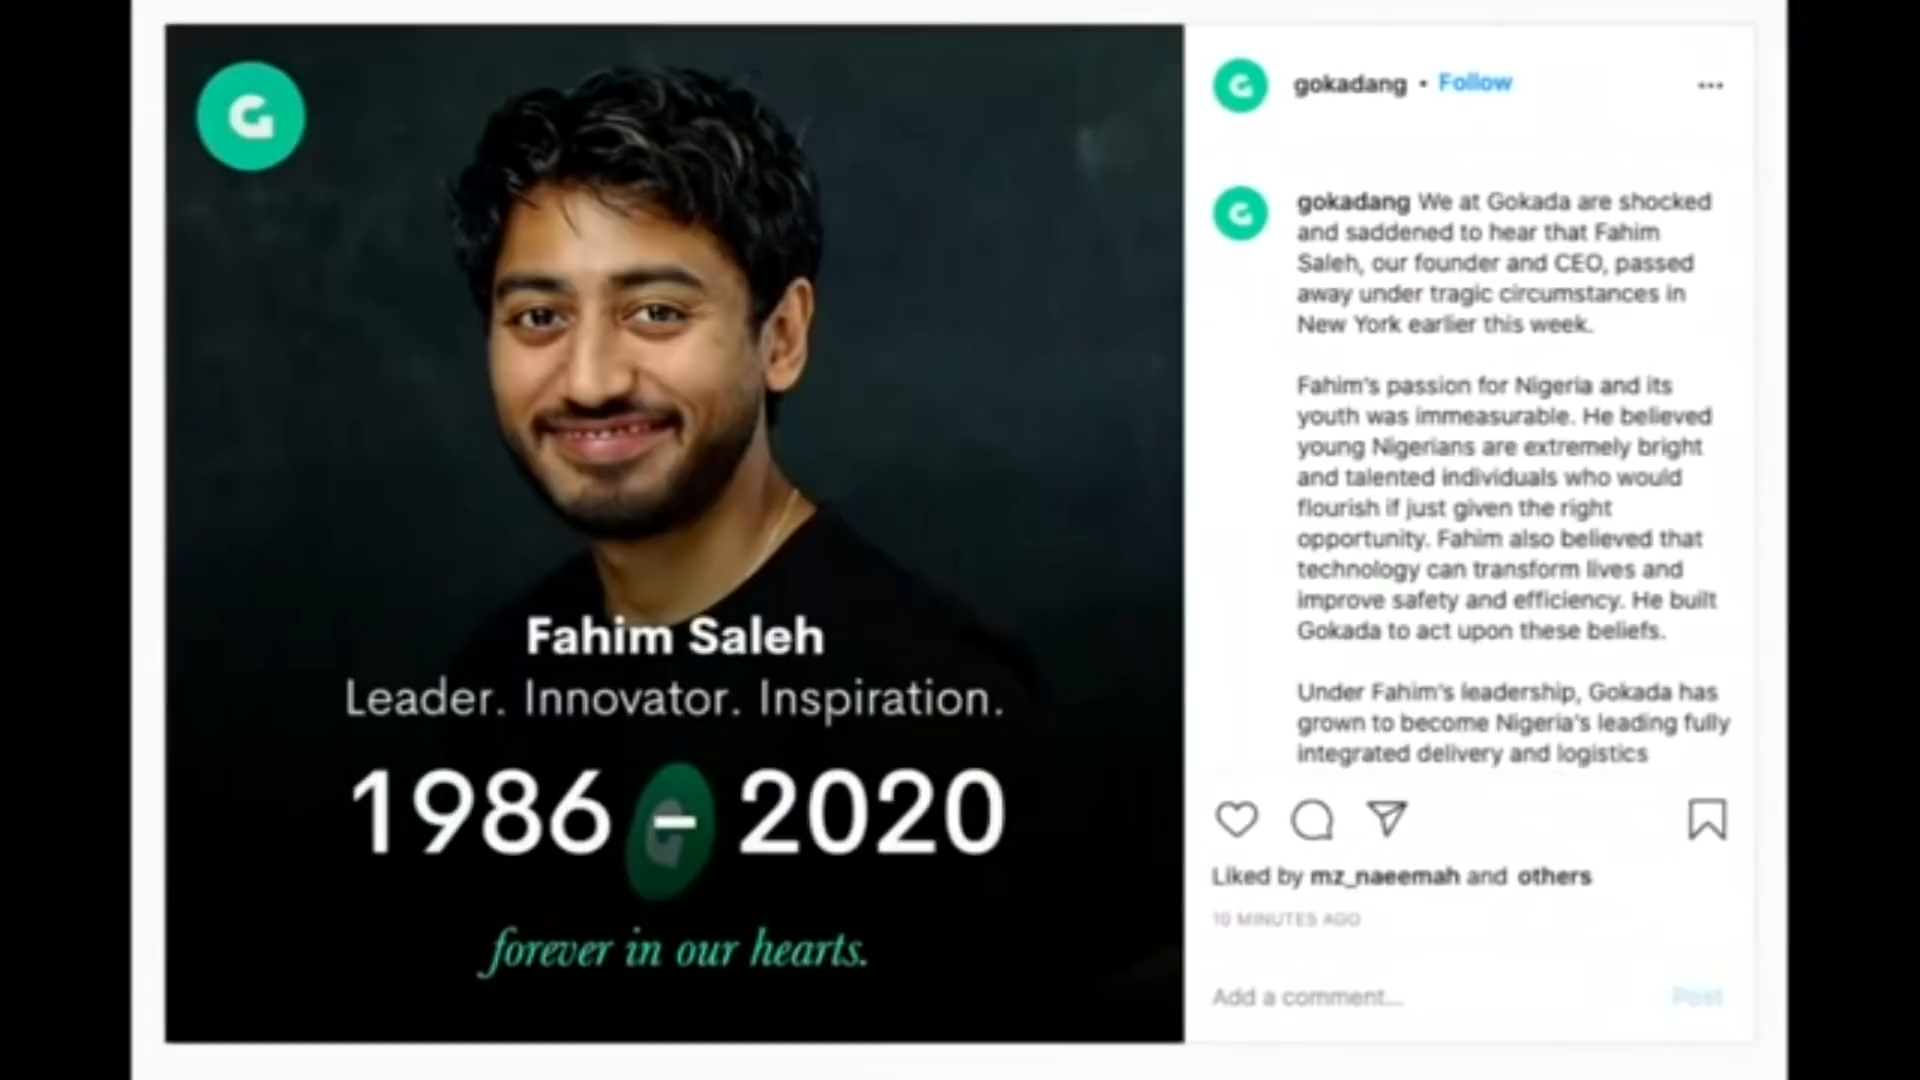 G
Fahim Saleh
Leader. Innovator. Inspiration.
1986 - 2020
G
forever in our hearts.
G
gokadang • Follow
G
gokadang We at Gokada are shocked
and saddened to hear that Fahim
Saleh, our founder and CEO, passed
away under tragic circumstances in
New York earlier this week.
Fahim's passion for Nigeria and its
youth was immeasurable. He believed
young Nigerians are extremely bright
and talented individuals who would
flourish if just given the right
opportunity. Fahim also believed that
technology can transform lives and
improve safety and efficiency. He built
Gokada to act upon these beliefs.
Under Fahim's leadership, Gokada has
grown to become Nigeria's leading fully
integrated delivery and logistics
Liked by mz_naeemah and others
10 MINUTES AGO
Add a comment...
Post